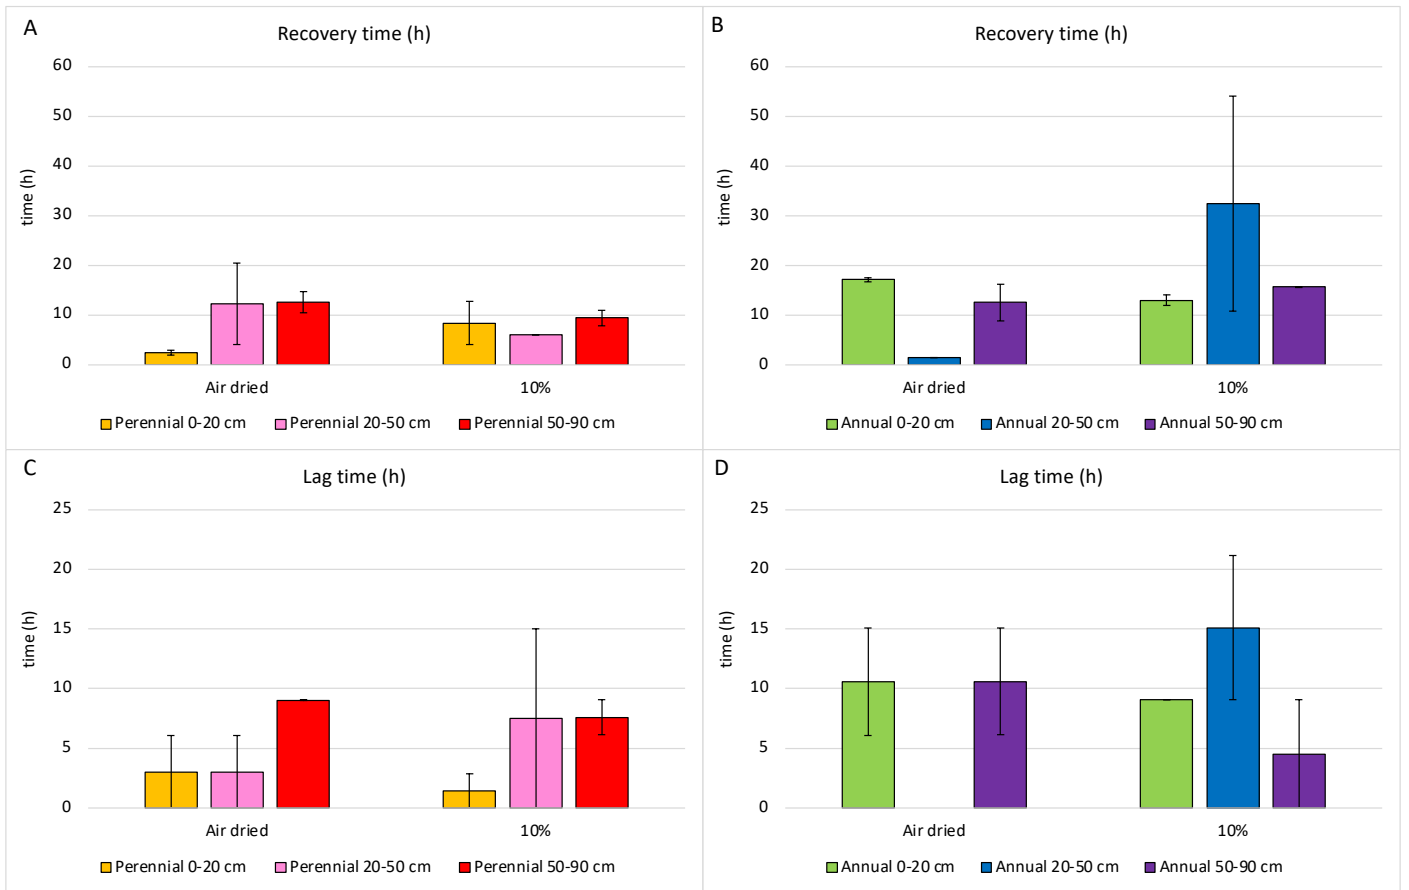 A
Recovery time (h)
60
50
40
30
20
10
0
time (h)
Air dried 10%
Perennial 0-20 cm Perennial 20-50 cm Perennial 50-90 cm
B
Recovery time (h)
60
50
40
30
20
10
0
time (h)
Air dried 10%
Annual 0-20 cm Annual 20-50 cm Annual 50-90 cm
C
Lag time (h)
25
20
15
10
5
0
time (h)
Air dried 10%
Perennial 0-20 cm Perennial 20-50 cm Perennial 50-90 cm
D
Lag time (h)
25
20
15
10
5
0
time (h)
Air dried 10%
Annual 0-20 cm Annual 20-50 cm Annual 50-90 cm